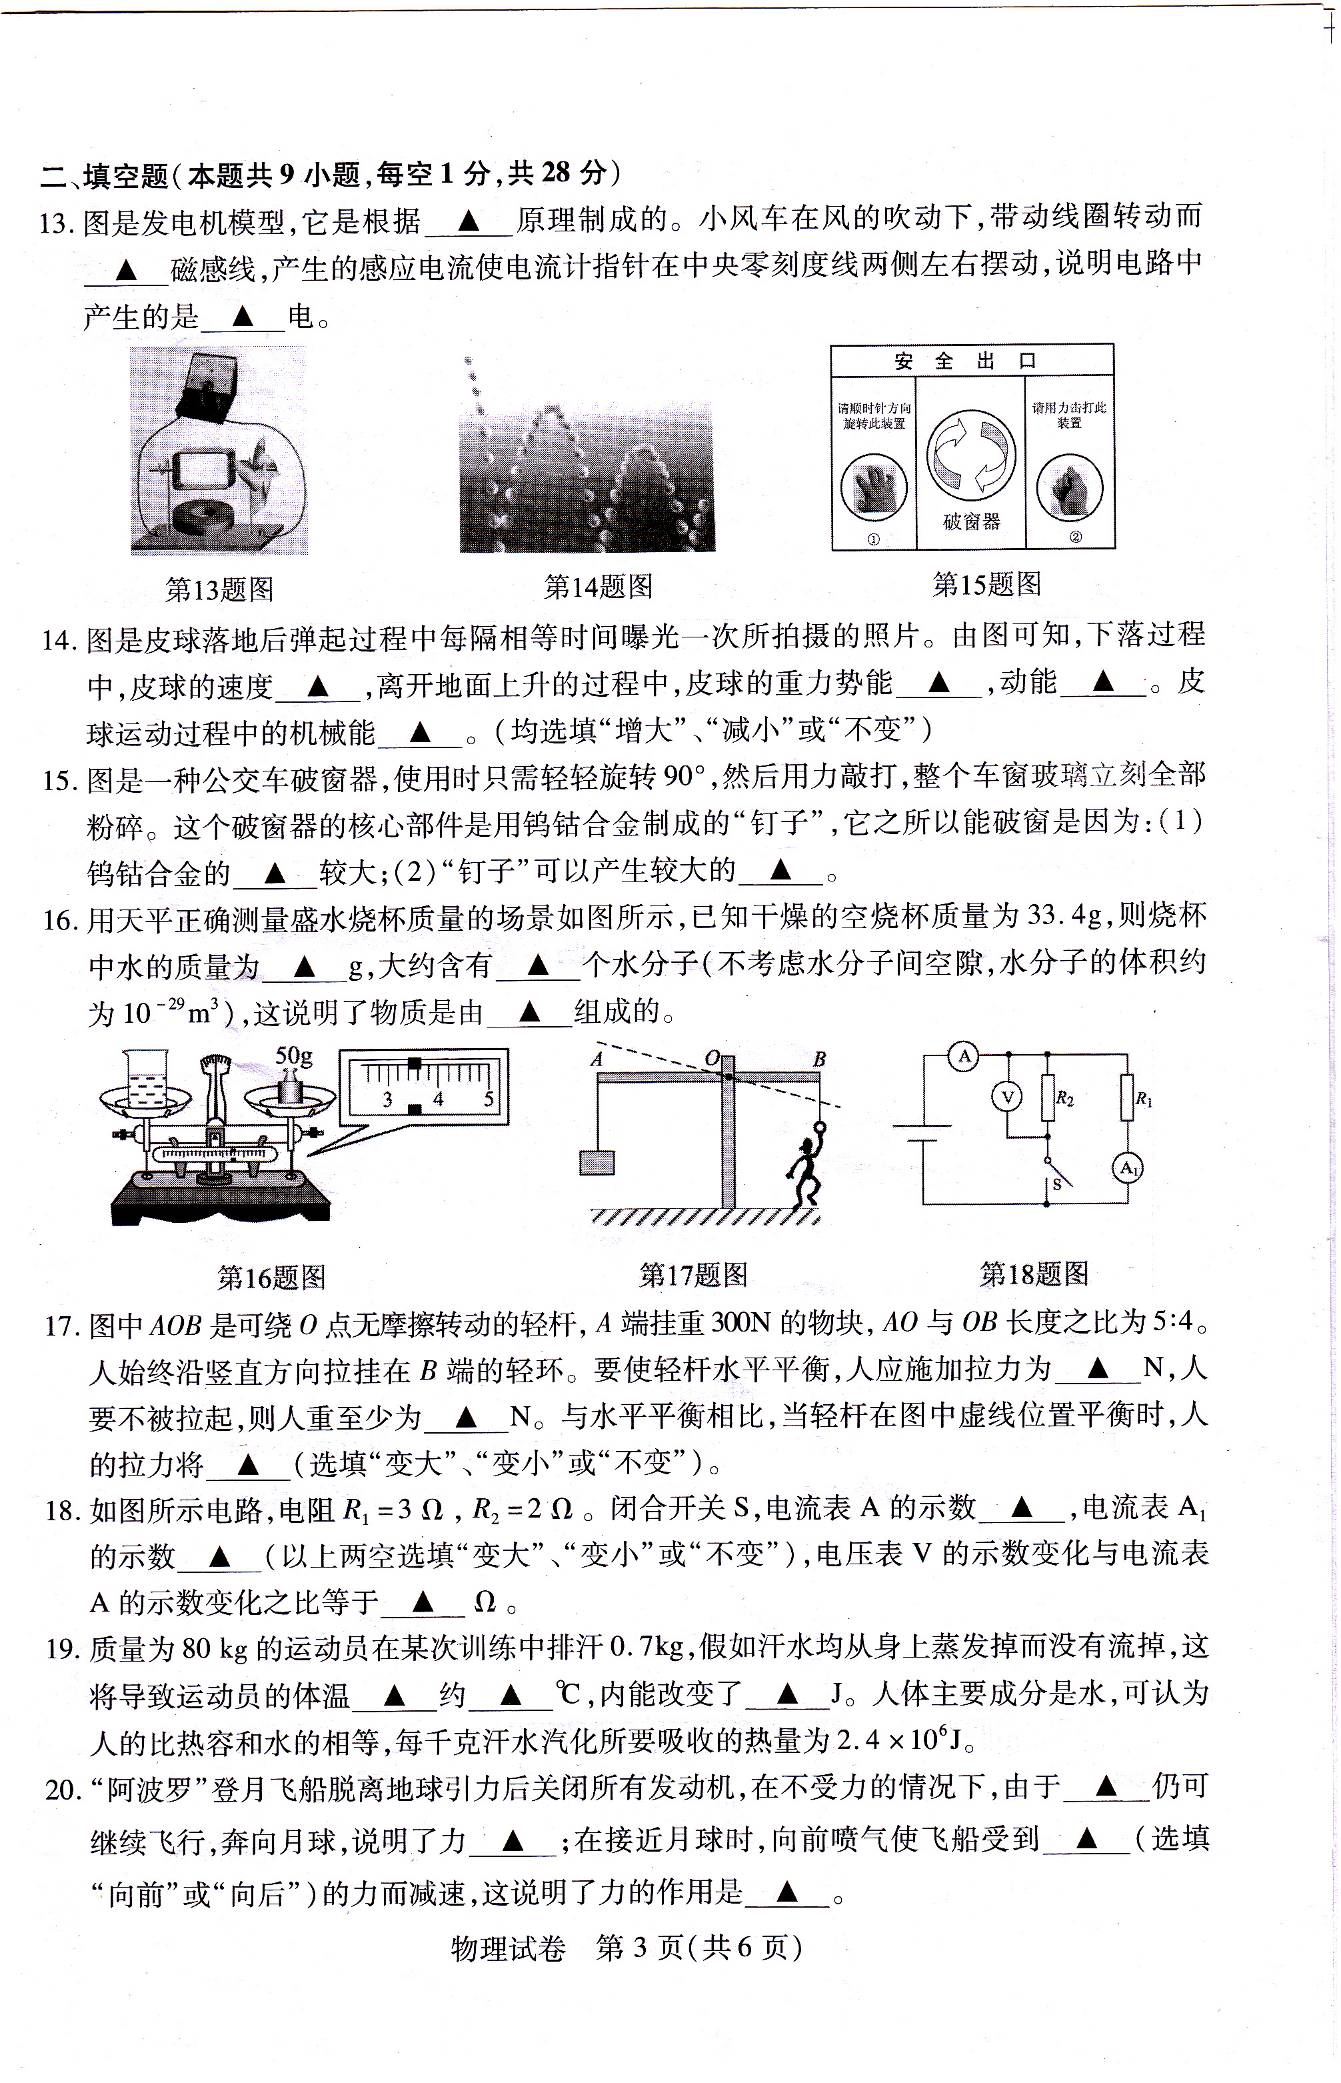 二、填空题(本题共9小题,每空1分,共28分)
13. 图是发电机模型,它是根据 ▲ 原理制成的。小风车在风的吹动下,带动线圈转动而
▲ 磁感线,产生的感应电流使电流计指针在中央零刻度线两侧左右摆动,说明电路中
产生的是 ▲ 电。
安全出口
请顺时针方向
旋转此装置
①
破窗器
请用力击打此
装置
②
第13题图
第14题图
第15题图
14. 图是皮球落地后弹起过程中每隔相等时间曝光一次所拍摄的照片。由图可知,下落过程
中,皮球的速度 ▲ ,离开地面上升的过程中,皮球的重力势能 ▲ ,动能 ▲ 。皮
球运动过程中的机械能 ▲ 。(均选填“增大”、“减小”或“不变”)
15. 图是一种公交车破窗器,使用时只需轻轻旋转90°,然后用力敲打,整个车窗玻璃立刻全部
粉碎。这个破窗器的核心部件是用钨钴合金制成的“钉子”,它之所以能破窗是因为:(1)
钨钴合金的 ▲ 较大;(2)“钉子”可以产生较大的 ▲ 。
16. 用天平正确测量盛水烧杯质量的场景如图所示,已知干燥的空烧杯质量为33.4g,则烧杯
中水的质量为 ▲ g,大约含有 ▲ 个水分子(不考虑水分子间空隙,水分子的体积约
为10⁻²⁹m³),这说明了物质是由 ▲ 组成的。
50g
3 4 5
A O B
A
V
R₂
R₁
S
A₁
第16题图
第17题图
第18题图
17. 图中AOB是可绕O点无摩擦转动的轻杆,A端挂重300N的物块,AO与OB长度之比为5:4。
人始终沿竖直方向拉挂在B端的轻环。要使轻杆水平平衡,人应施加拉力为 ▲ N,人
要不被拉起,则人重至少为 ▲ N。与水平平衡相比,当轻杆在图中虚线位置平衡时,人
的拉力将 ▲ (选填“变大”、“变小”或“不变”)。
18. 如图所示电路,电阻R₁=3Ω,R₂=2Ω。闭合开关S,电流表A的示数 ▲ ,电流表A₁
的示数 ▲ (以上两空选填“变大”、“变小”或“不变”),电压表V的示数变化与电流表
A的示数变化之比等于 ▲ Ω。
19. 质量为80kg的运动员在某次训练中排汗0.7kg,假如汗水均从身上蒸发掉而没有流掉,这
将导致运动员的体温 ▲ 约 ▲ ℃,内能改变了 ▲ J。人体主要成分是水,可认为
人的比热容和水的相等,每千克汗水汽化所要吸收的热量为2.4×10⁶J。
20. “阿波罗”登月飞船脱离地球引力后关闭所有发动机,在不受力的情况下,由于 ▲ 仍可
继续飞行,奔向月球,说明了力 ▲ ;在接近月球时,向前喷气使飞船受到 ▲ (选填
“向前”或“向后”)的力而减速,这说明了力的作用是 ▲ 。
物理试卷 第3页(共6页)